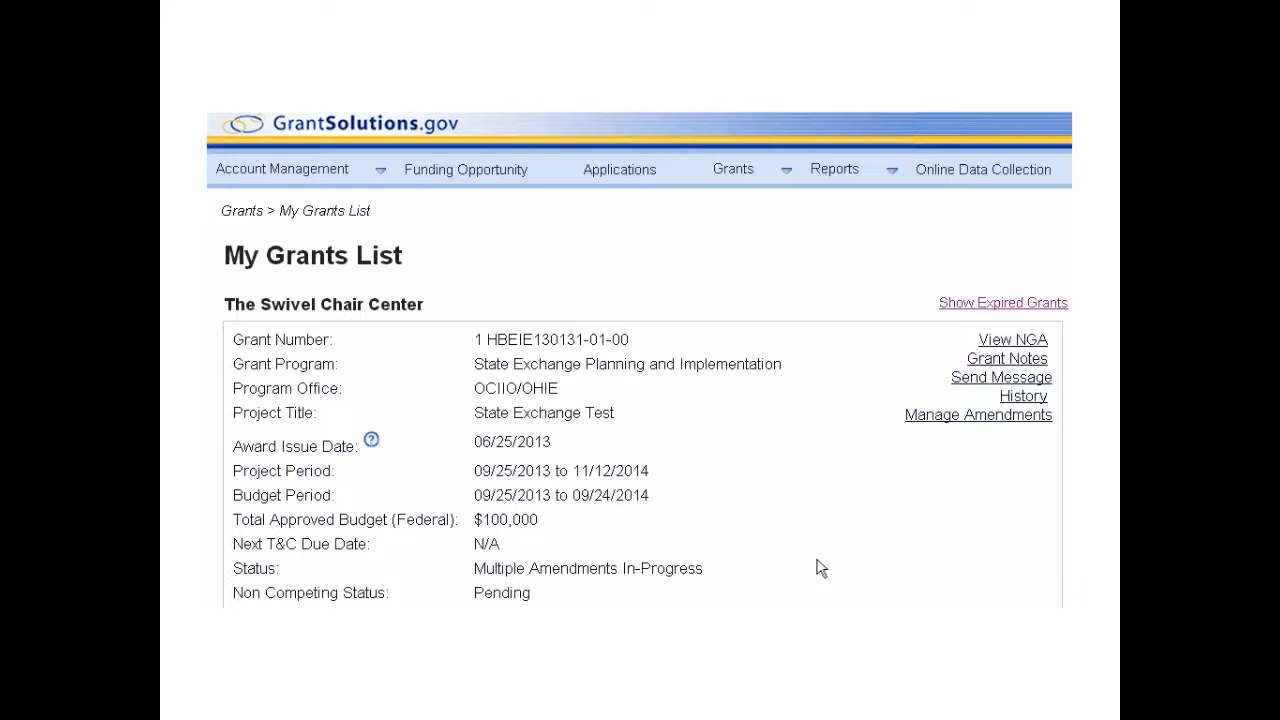 GrantSolutions.gov
Account Management Funding Opportunity Applications Grants Reports Online Data Collection
Grants > My Grants List
My Grants List
The Swivel Chair Center Show Expired Grants
Grant Number: 1 HBEIE130131-01-00 View NGA
Grant Program: State Exchange Planning and Implementation Grant Notes
Program Office: OCIIO/OHIE Send Message
History
Project Title: State Exchange Test Manage Amendments
Award Issue Date: ? 06/25/2013
Project Period: 09/25/2013 to 11/12/2014
Budget Period: 09/25/2013 to 09/24/2014
Total Approved Budget (Federal): $100,000
Next T&C Due Date: N/A
Status: Multiple Amendments In-Progress
Non Competing Status: Pending